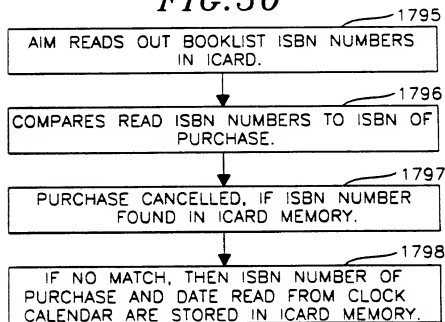 FIG.30
1795
AIM READS OUT BOOKLIST ISBN NUMBERS
IN ICARD.
1796
COMPARES READ ISBN NUMBERS TO ISBN OF
PURCHASE.
1797
PURCHASE CANCELLED, IF ISBN NUMBER
FOUND IN ICARD MEMORY.
1798
IF NO MATCH, THEN ISBN NUMBER OF
PURCHASE AND DATE READ FROM CLOCK
CALENDAR ARE STORED IN ICARD MEMORY.